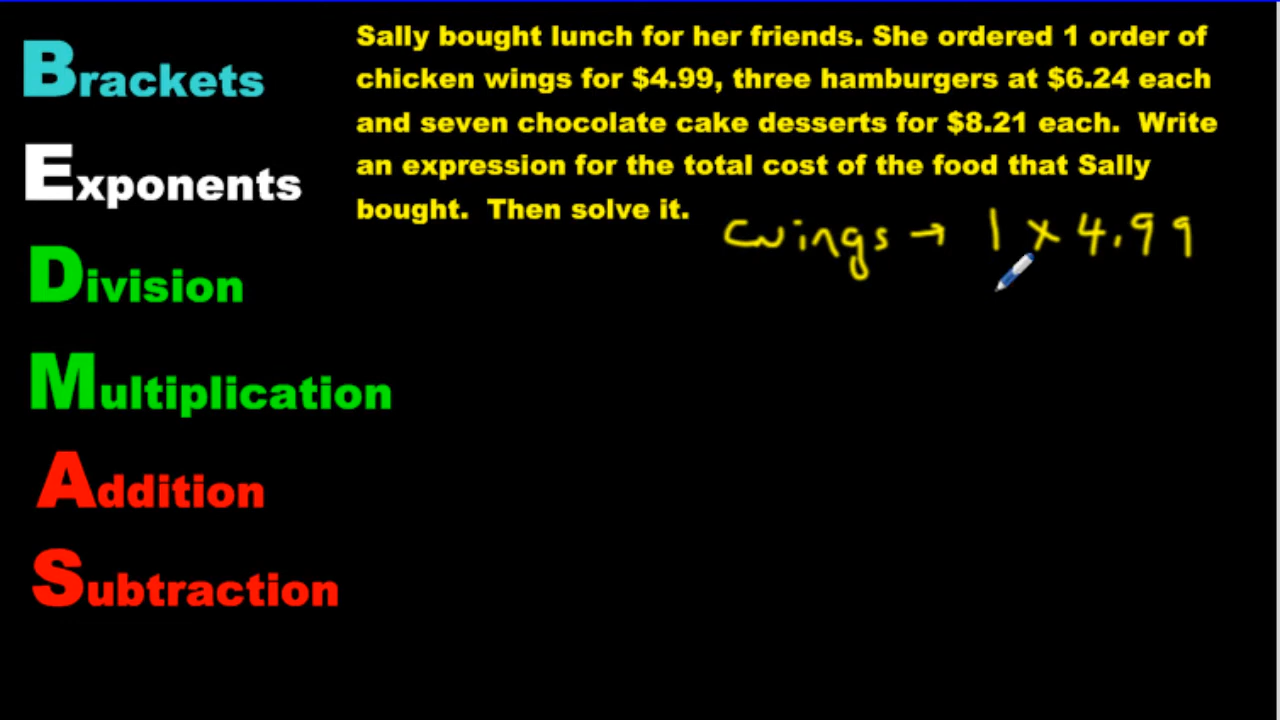 Brackets
Exponents
Division
Multiplication
Addition
Subtraction
Sally bought lunch for her friends. She ordered 1 order of
chicken wings for $4.99, three hamburgers at $6.24 each
and seven chocolate cake desserts for $8.21 each. Write
an expression for the total cost of the food that Sally
bought. Then solve it.
wings → 1 × 4.99